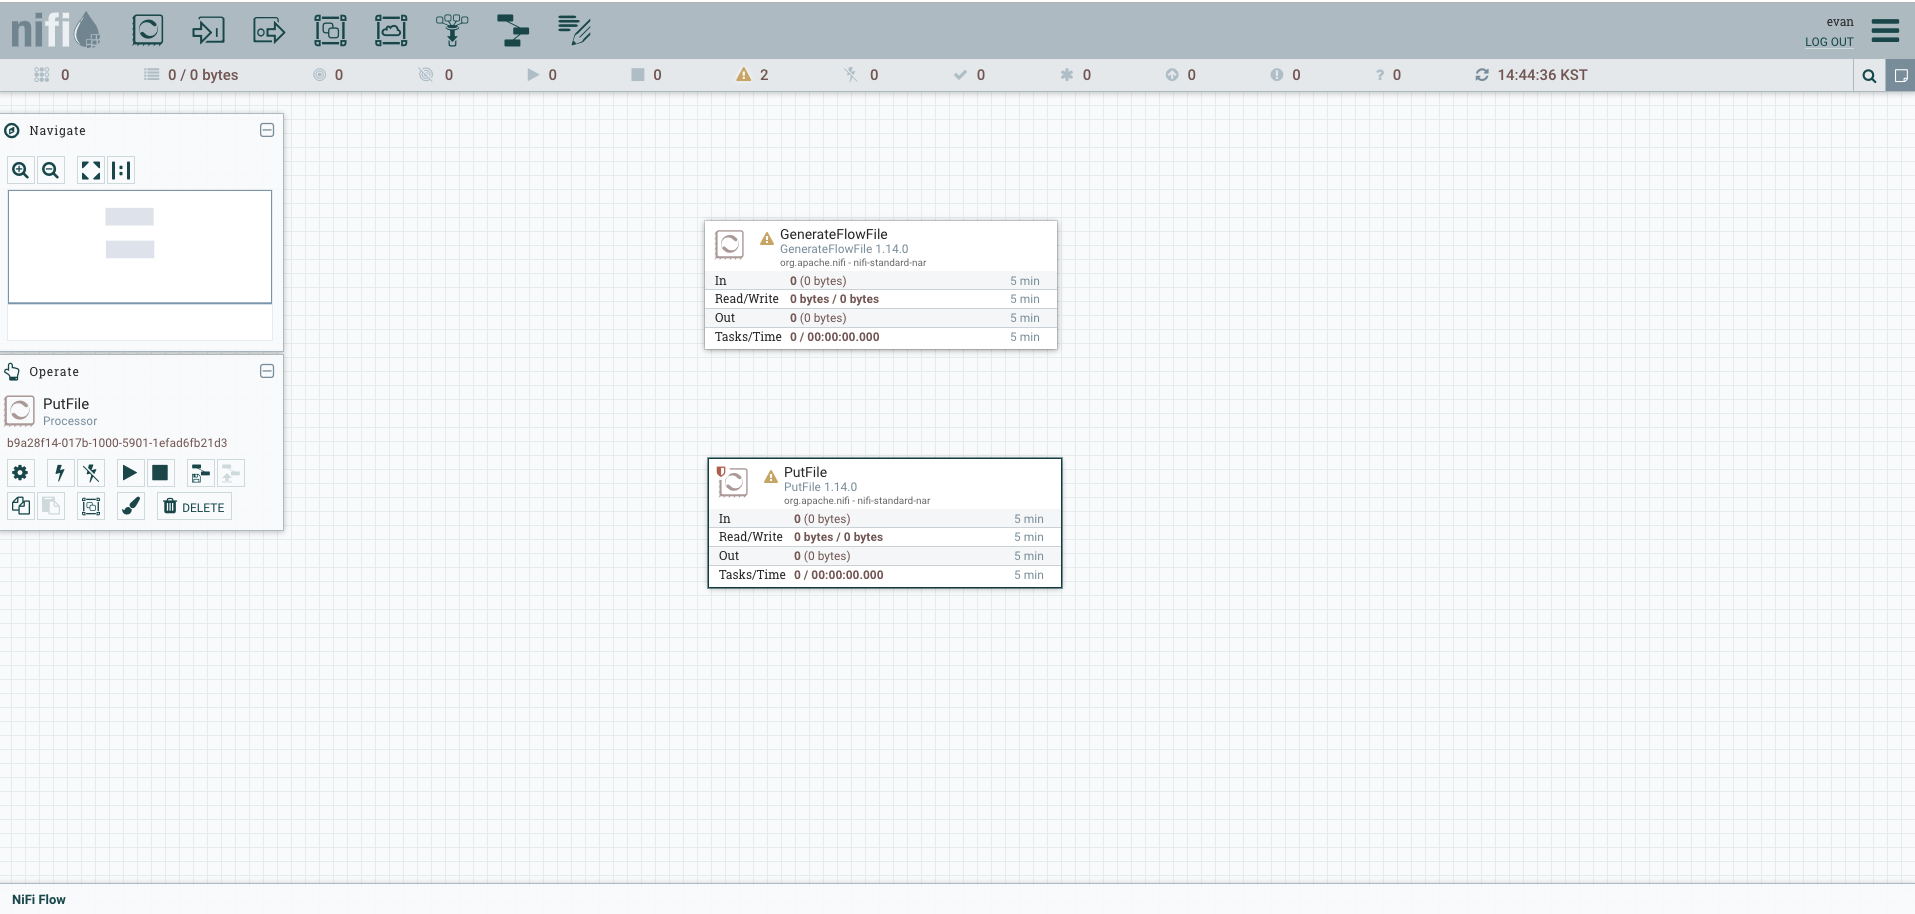 nifi
evan
LOG OUT
0 0 / 0 bytes 0 0 0 0 2 0 0 0 0 0 ? 0 14:44:36 KST
Navigate
Operate
PutFile
Processor
b9a28f14-017b-1000-5901-1efad6fb21d3
DELETE
GenerateFlowFile
GenerateFlowFile 1.14.0
org.apache.nifi - nifi-standard-nar
In 0 (0 bytes) 5 min
Read/Write 0 bytes / 0 bytes 5 min
Out 0 (0 bytes) 5 min
Tasks/Time 0 / 00:00:00.000 5 min
PutFile
PutFile 1.14.0
org.apache.nifi - nifi-standard-nar
In 0 (0 bytes) 5 min
Read/Write 0 bytes / 0 bytes 5 min
Out 0 (0 bytes) 5 min
Tasks/Time 0 / 00:00:00.000 5 min
NiFi Flow